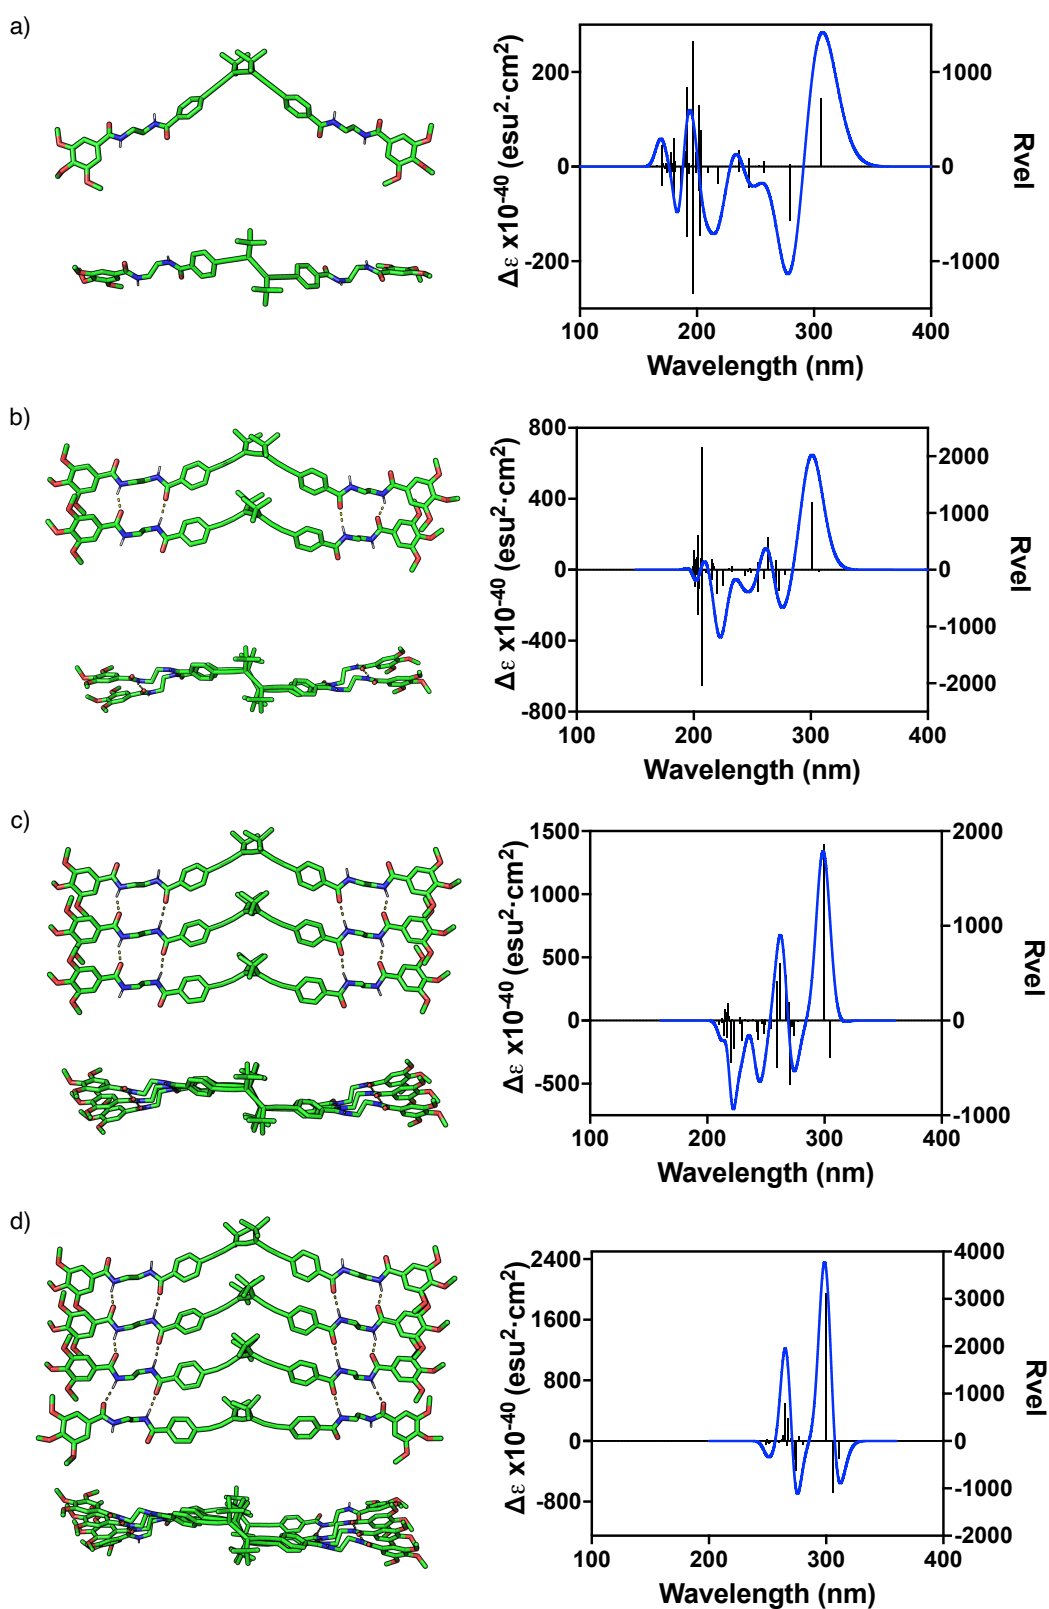 a)
Δε x10-40 (esu2·cm2)
200
0
-200
1000
0
-1000
Rvel
100 200 300 400
Wavelength (nm)
b)
Δε x10-40 (esu2·cm2)
800
400
0
-400
-800
2000
1000
0
-1000
-2000
Rvel
100 200 300 400
Wavelength (nm)
c)
Δε x10-40 (esu2·cm2)
1500
1000
500
0
-500
2000
1000
0
-1000
Rvel
100 200 300 400
Wavelength (nm)
d)
Δε x10-40 (esu2·cm2)
2400
1600
800
0
-800
4000
3000
2000
1000
0
-1000
-2000
Rvel
100 200 300 400
Wavelength (nm)